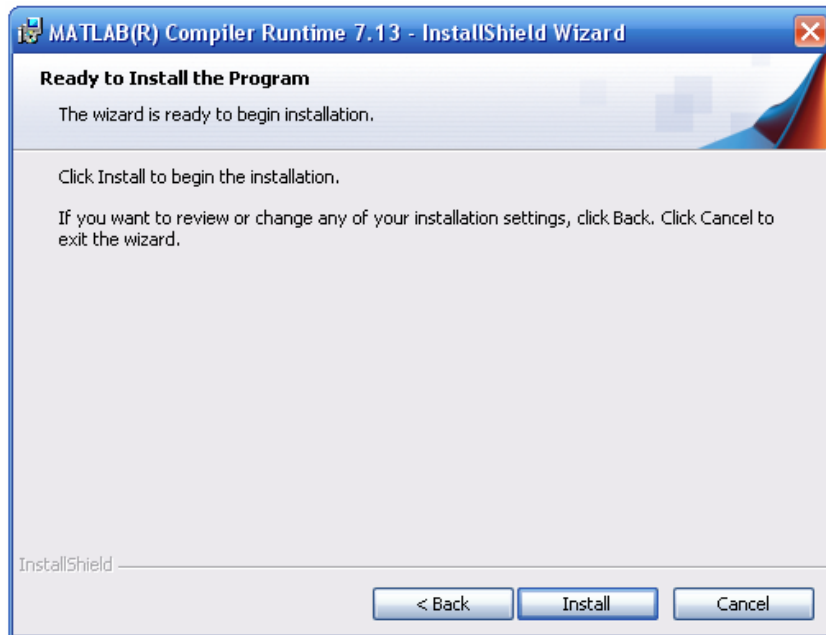 MATLAB(R) Compiler Runtime 7.13 - InstallShield Wizard
Ready to Install the Program
The wizard is ready to begin installation.
Click Install to begin the installation.
If you want to review or change any of your installation settings, click Back. Click Cancel to
exit the wizard.
InstallShield
< Back Install Cancel